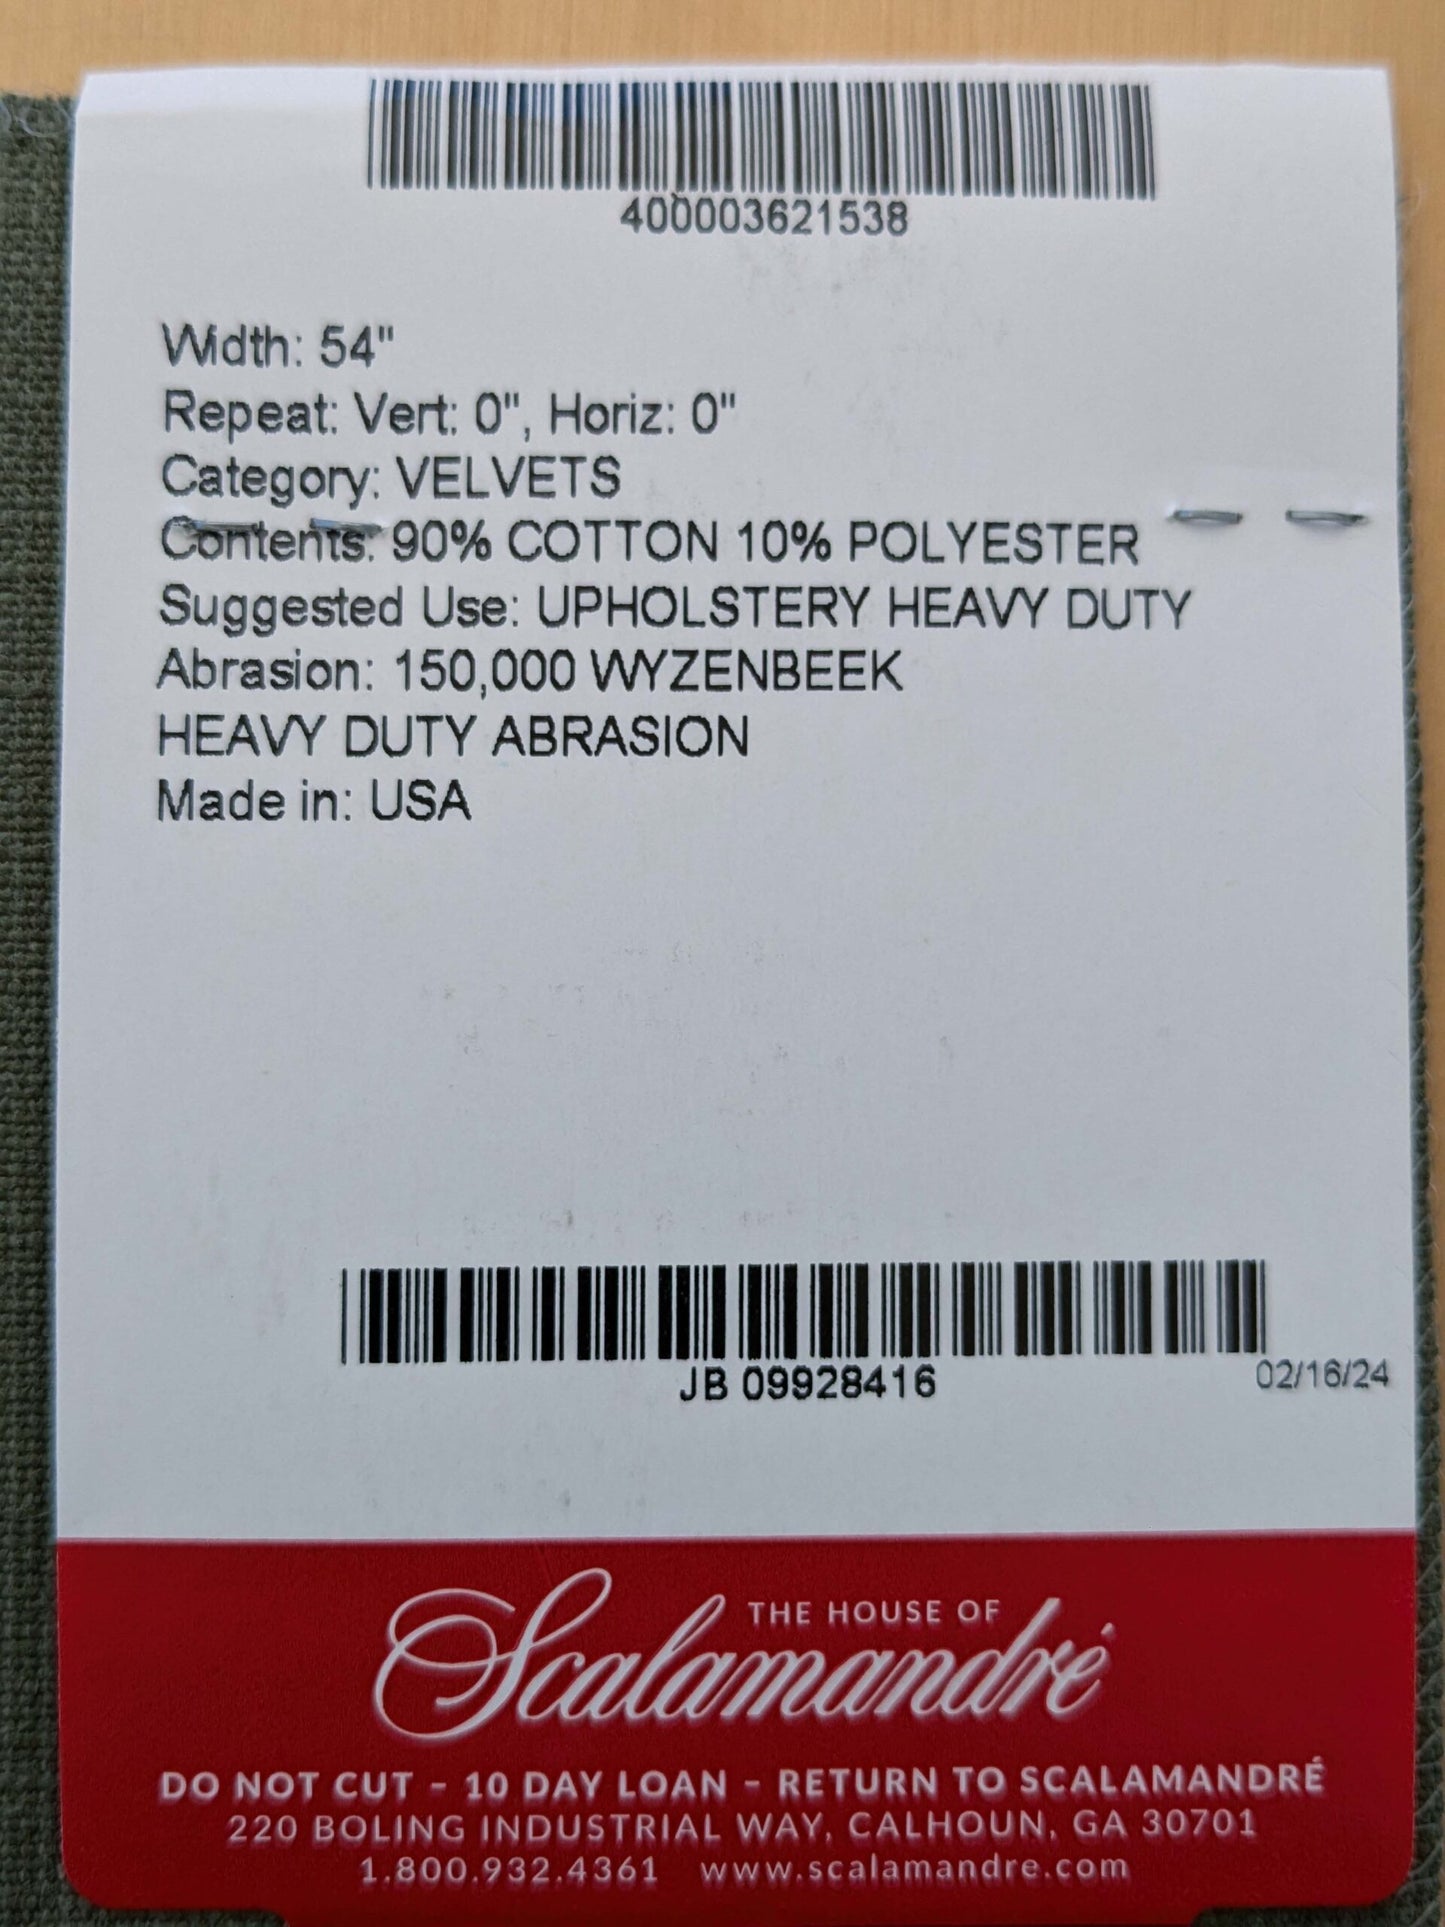 400003621538
Width: 54"
Repeat: Vert: 0", Horiz: 0"
Category: VELVETS
Contents: 90% COTTON 10% POLYESTER
Suggested Use: UPHOLSTERY HEAVY DUTY
Abrasion: 150,000 WYZENBEEK
HEAVY DUTY ABRASION
Made in: USA
JB 09928416
02/16/24
THE HOUSE OF
Scalamandré
DO NOT CUT - 10 DAY LOAN - RETURN TO SCALAMANDRÉ
220 BOLING INDUSTRIAL WAY, CALHOUN, GA 30701
1.800.932.4361 www.scalamandre.com